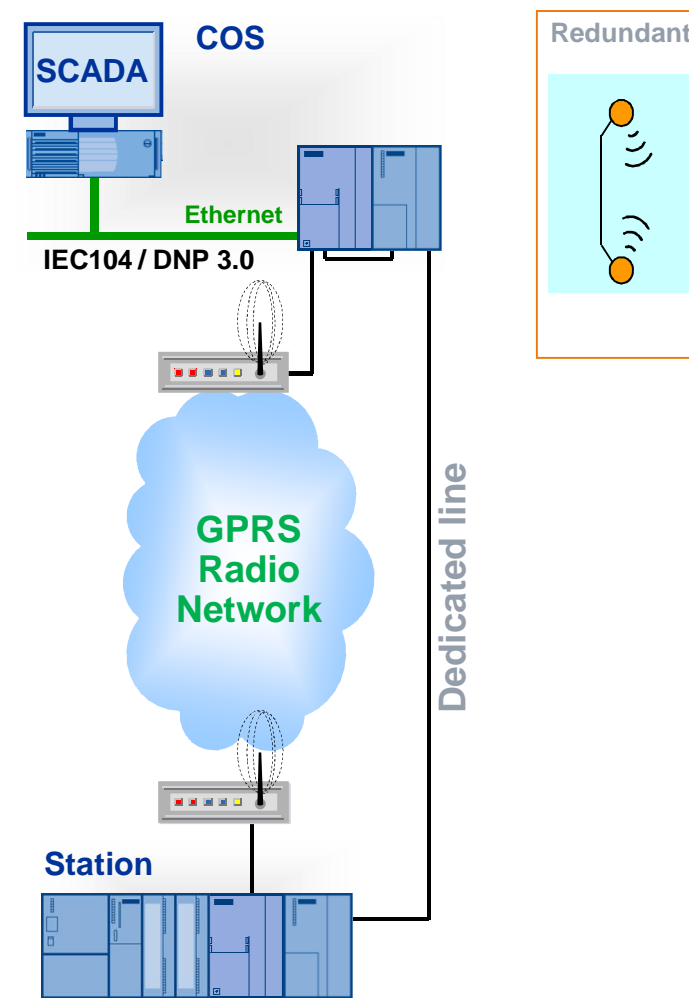 COS
SCADA
Ethernet
IEC104 / DNP 3.0
GPRS
Radio
Network
Dedicated line
Station
Redundant